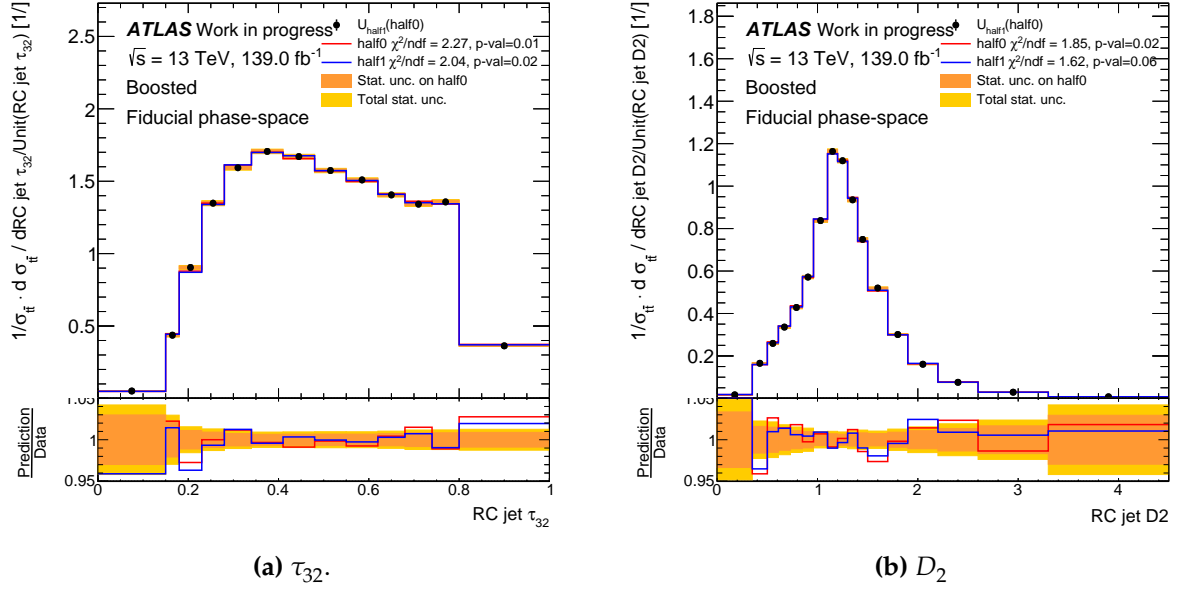 1/σ_tt̄ · d σ_tt̄ / dRC jet τ32/Unit(RC jet τ32) [1/]
2.5
2
1.5
1
0.5
ATLAS Work in progress
√s = 13 TeV, 139.0 fb-1
Boosted
Fiducial phase-space
U_half1(half0)
half0 χ2/ndf = 2.27, p-val=0.01
half1 χ2/ndf = 2.04, p-val=0.02
Stat. unc. on half0
Total stat. unc.
Prediction
Data
1.05
1
0.95
0 0.2 0.4 0.6 0.8 1
RC jet τ32
(a) τ32.
1/σ_tt̄ · d σ_tt̄ / dRC jet D2/Unit(RC jet D2) [1/]
1.8
1.6
1.4
1.2
1
0.8
0.6
0.4
0.2
ATLAS Work in progress
√s = 13 TeV, 139.0 fb-1
Boosted
Fiducial phase-space
U_half1(half0)
half0 χ2/ndf = 1.85, p-val=0.02
half1 χ2/ndf = 1.62, p-val=0.06
Stat. unc. on half0
Total stat. unc.
Prediction
Data
1.05
1
0.95
0 1 2 3 4
RC jet D2
(b) D2